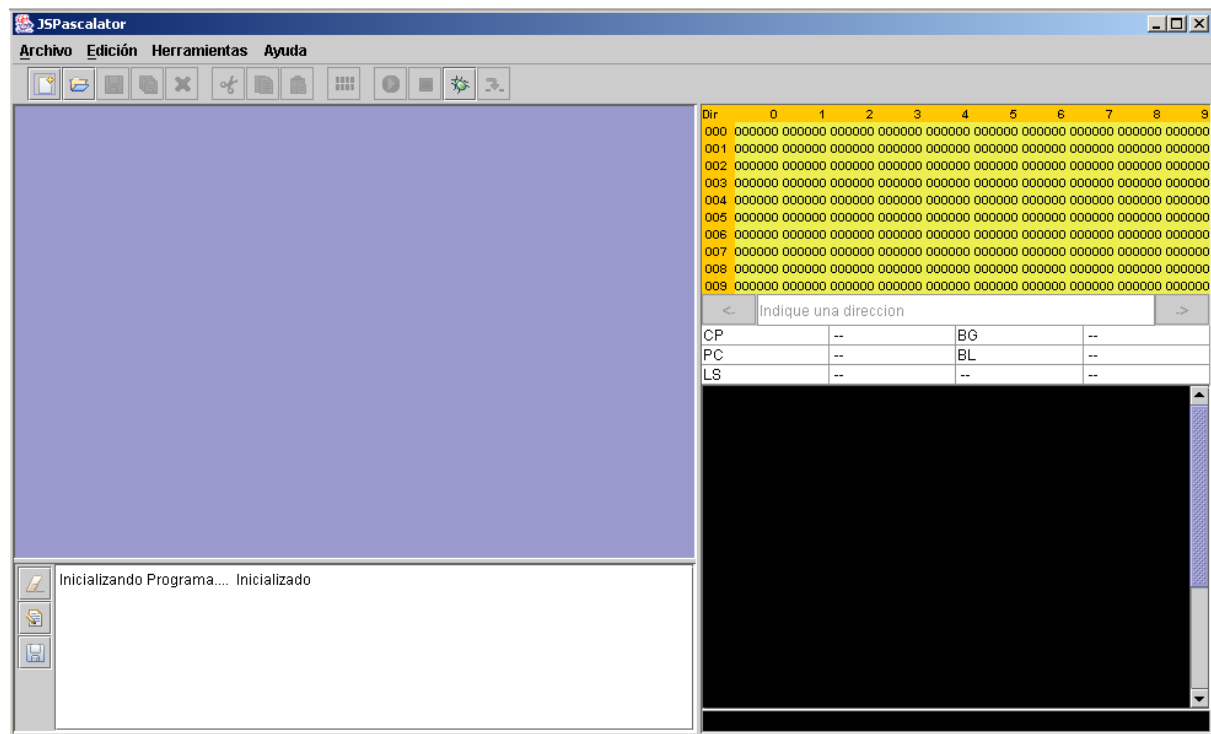 JSPascalator
Archivo Edición Herramientas Ayuda
Dir 0 1 2 3 4 5 6 7 8 9
000 000000 000000 000000 000000 000000 000000 000000 000000 000000 000000
001 000000 000000 000000 000000 000000 000000 000000 000000 000000 000000
002 000000 000000 000000 000000 000000 000000 000000 000000 000000 000000
003 000000 000000 000000 000000 000000 000000 000000 000000 000000 000000
004 000000 000000 000000 000000 000000 000000 000000 000000 000000 000000
005 000000 000000 000000 000000 000000 000000 000000 000000 000000 000000
006 000000 000000 000000 000000 000000 000000 000000 000000 000000 000000
007 000000 000000 000000 000000 000000 000000 000000 000000 000000 000000
008 000000 000000 000000 000000 000000 000000 000000 000000 000000 000000
009 000000 000000 000000 000000 000000 000000 000000 000000 000000 000000
<- Indique una direccion ->
CP -- BG --
PC -- BL --
LS -- -- --
Inicializando Programa.... Inicializado